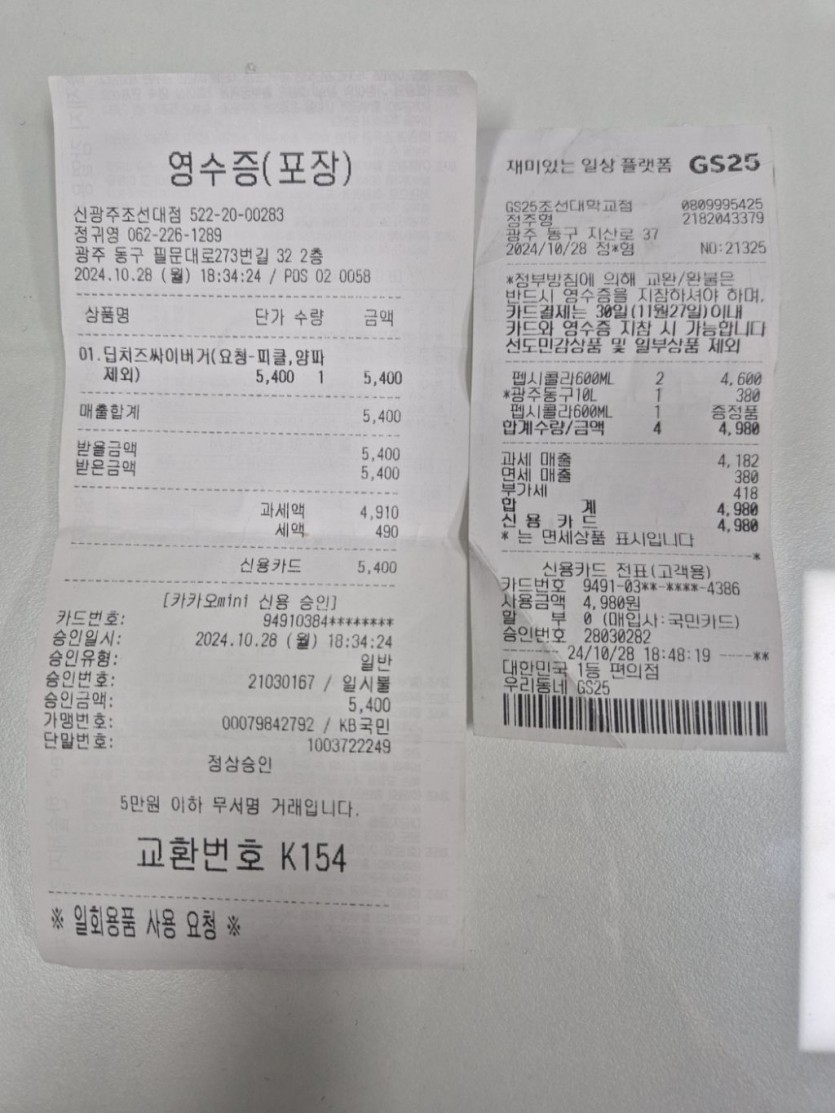 영수증(포장)
신광주조선대점 522-20-00283
정귀영 062-226-1289
광주 동구 필문대로273번길 32 2층
2024.10.28 (월) 18:34:24 / POS 02 0058
상품명 단가 수량 금액
01.딥치즈싸이버거(요청-피클,양파
제외) 5,400 1 5,400
매출합계 5,400
받을금액 5,400
받은금액 5,400
과세액 4,910
세액 490
신용카드 5,400
[카카오mini 신용 승인]
카드번호: 94910384********
승인일시: 2024.10.28 (월) 18:34:24
승인유형: 일반
승인번호: 21030167 / 일시불
승인금액: 5,400
가맹번호: 00079842792 / KB국민
단말번호: 1003722249
정상승인
5만원 이하 무서명 거래입니다.
교환번호 K154
※ 일회용품 사용 요청 ※
재미있는 일상 플랫폼 GS25
GS25조선대학교점 0809995425
정주형 2182043379
광주 동구 지산로 37
2024/10/28 정*형 NO:21325
*정부방침에 의해 교환/환불은
반드시 영수증을 지참하셔야 하며,
카드결제는 30일(11월27일)이내
카드와 영수증 지참 시 가능합니다
선도민감상품 및 일부상품 제외
펩시콜라600ML 2 4,600
*광주동구10L 1 380
펩시콜라600ML 1 증정품
합계수량/금액 4 4,980
과세 매출 4,182
면세 매출 380
부가세 418
합 계 4,980
신 용 카 드 4,980
* 는 면세상품 표시입니다
*
신용카드 전표(고객용)
카드번호 9491-03**-****-4386
사용금액 4,980원
할 부 0 (매입사:국민카드)
승인번호 28030282
24/10/28 18:48:19 **
대한민국 1등 편의점
우리동네 GS25